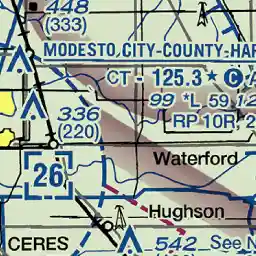 448
(333)
MODESTO CITY-COUNTY-HAR
CT - 125.3 ★ C A
99 *L 59 12
RP 10R, 2
336
(220)
Waterford
26
Hughson
CERES
542
See N